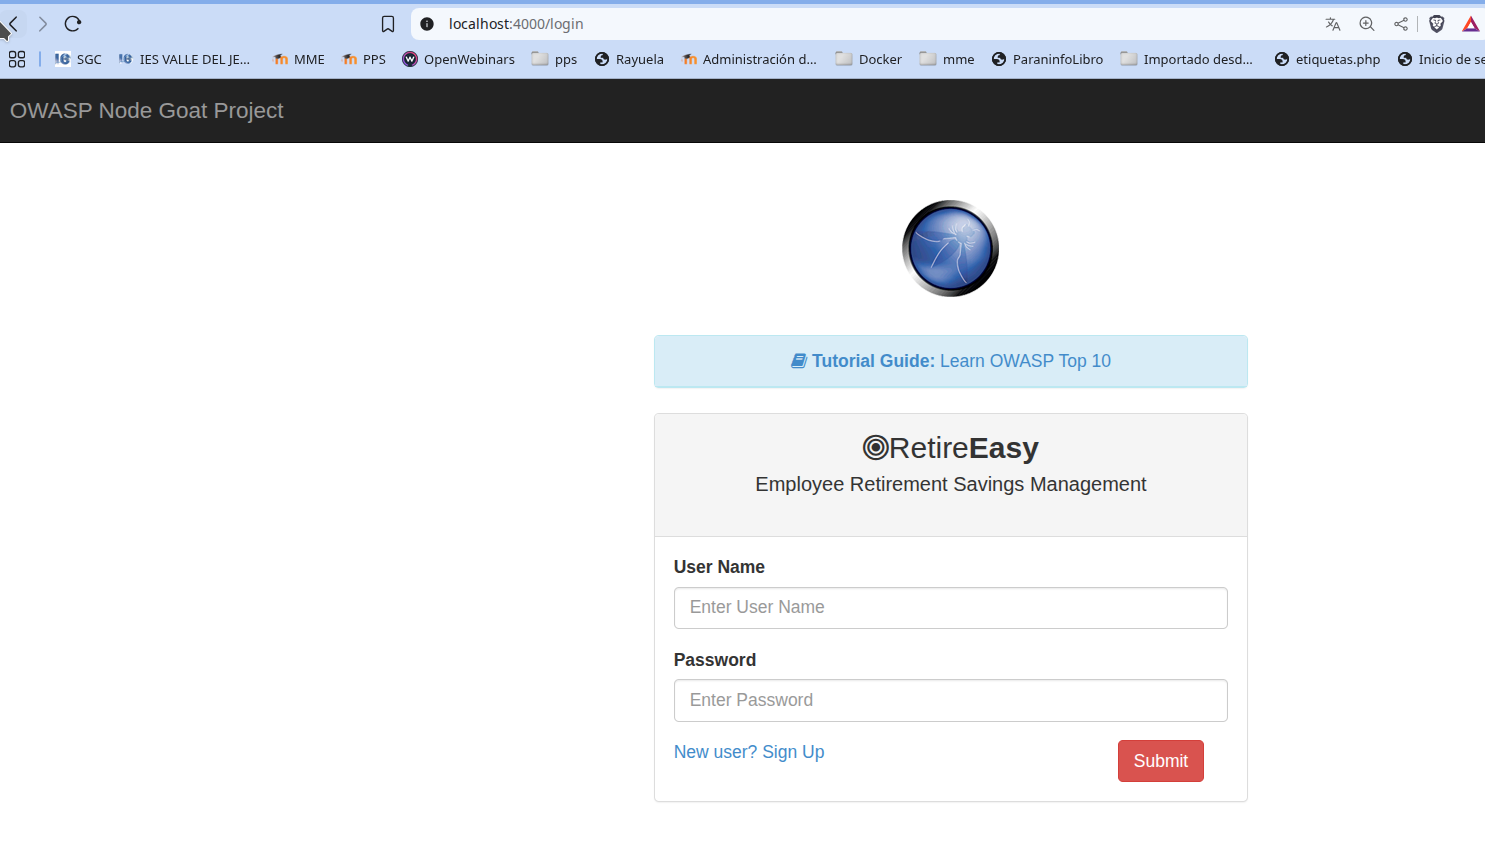 localhost:4000/login
SGC IES VALLE DEL JE... MME PPS OpenWebinars pps Rayuela Administración d... Docker mme ParaninfoLibro Importado desd... etiquetas.php Inicio de se
OWASP Node Goat Project
Tutorial Guide: Learn OWASP Top 10
RetireEasy
Employee Retirement Savings Management
User Name
Enter User Name
Password
Enter Password
New user? Sign Up Submit